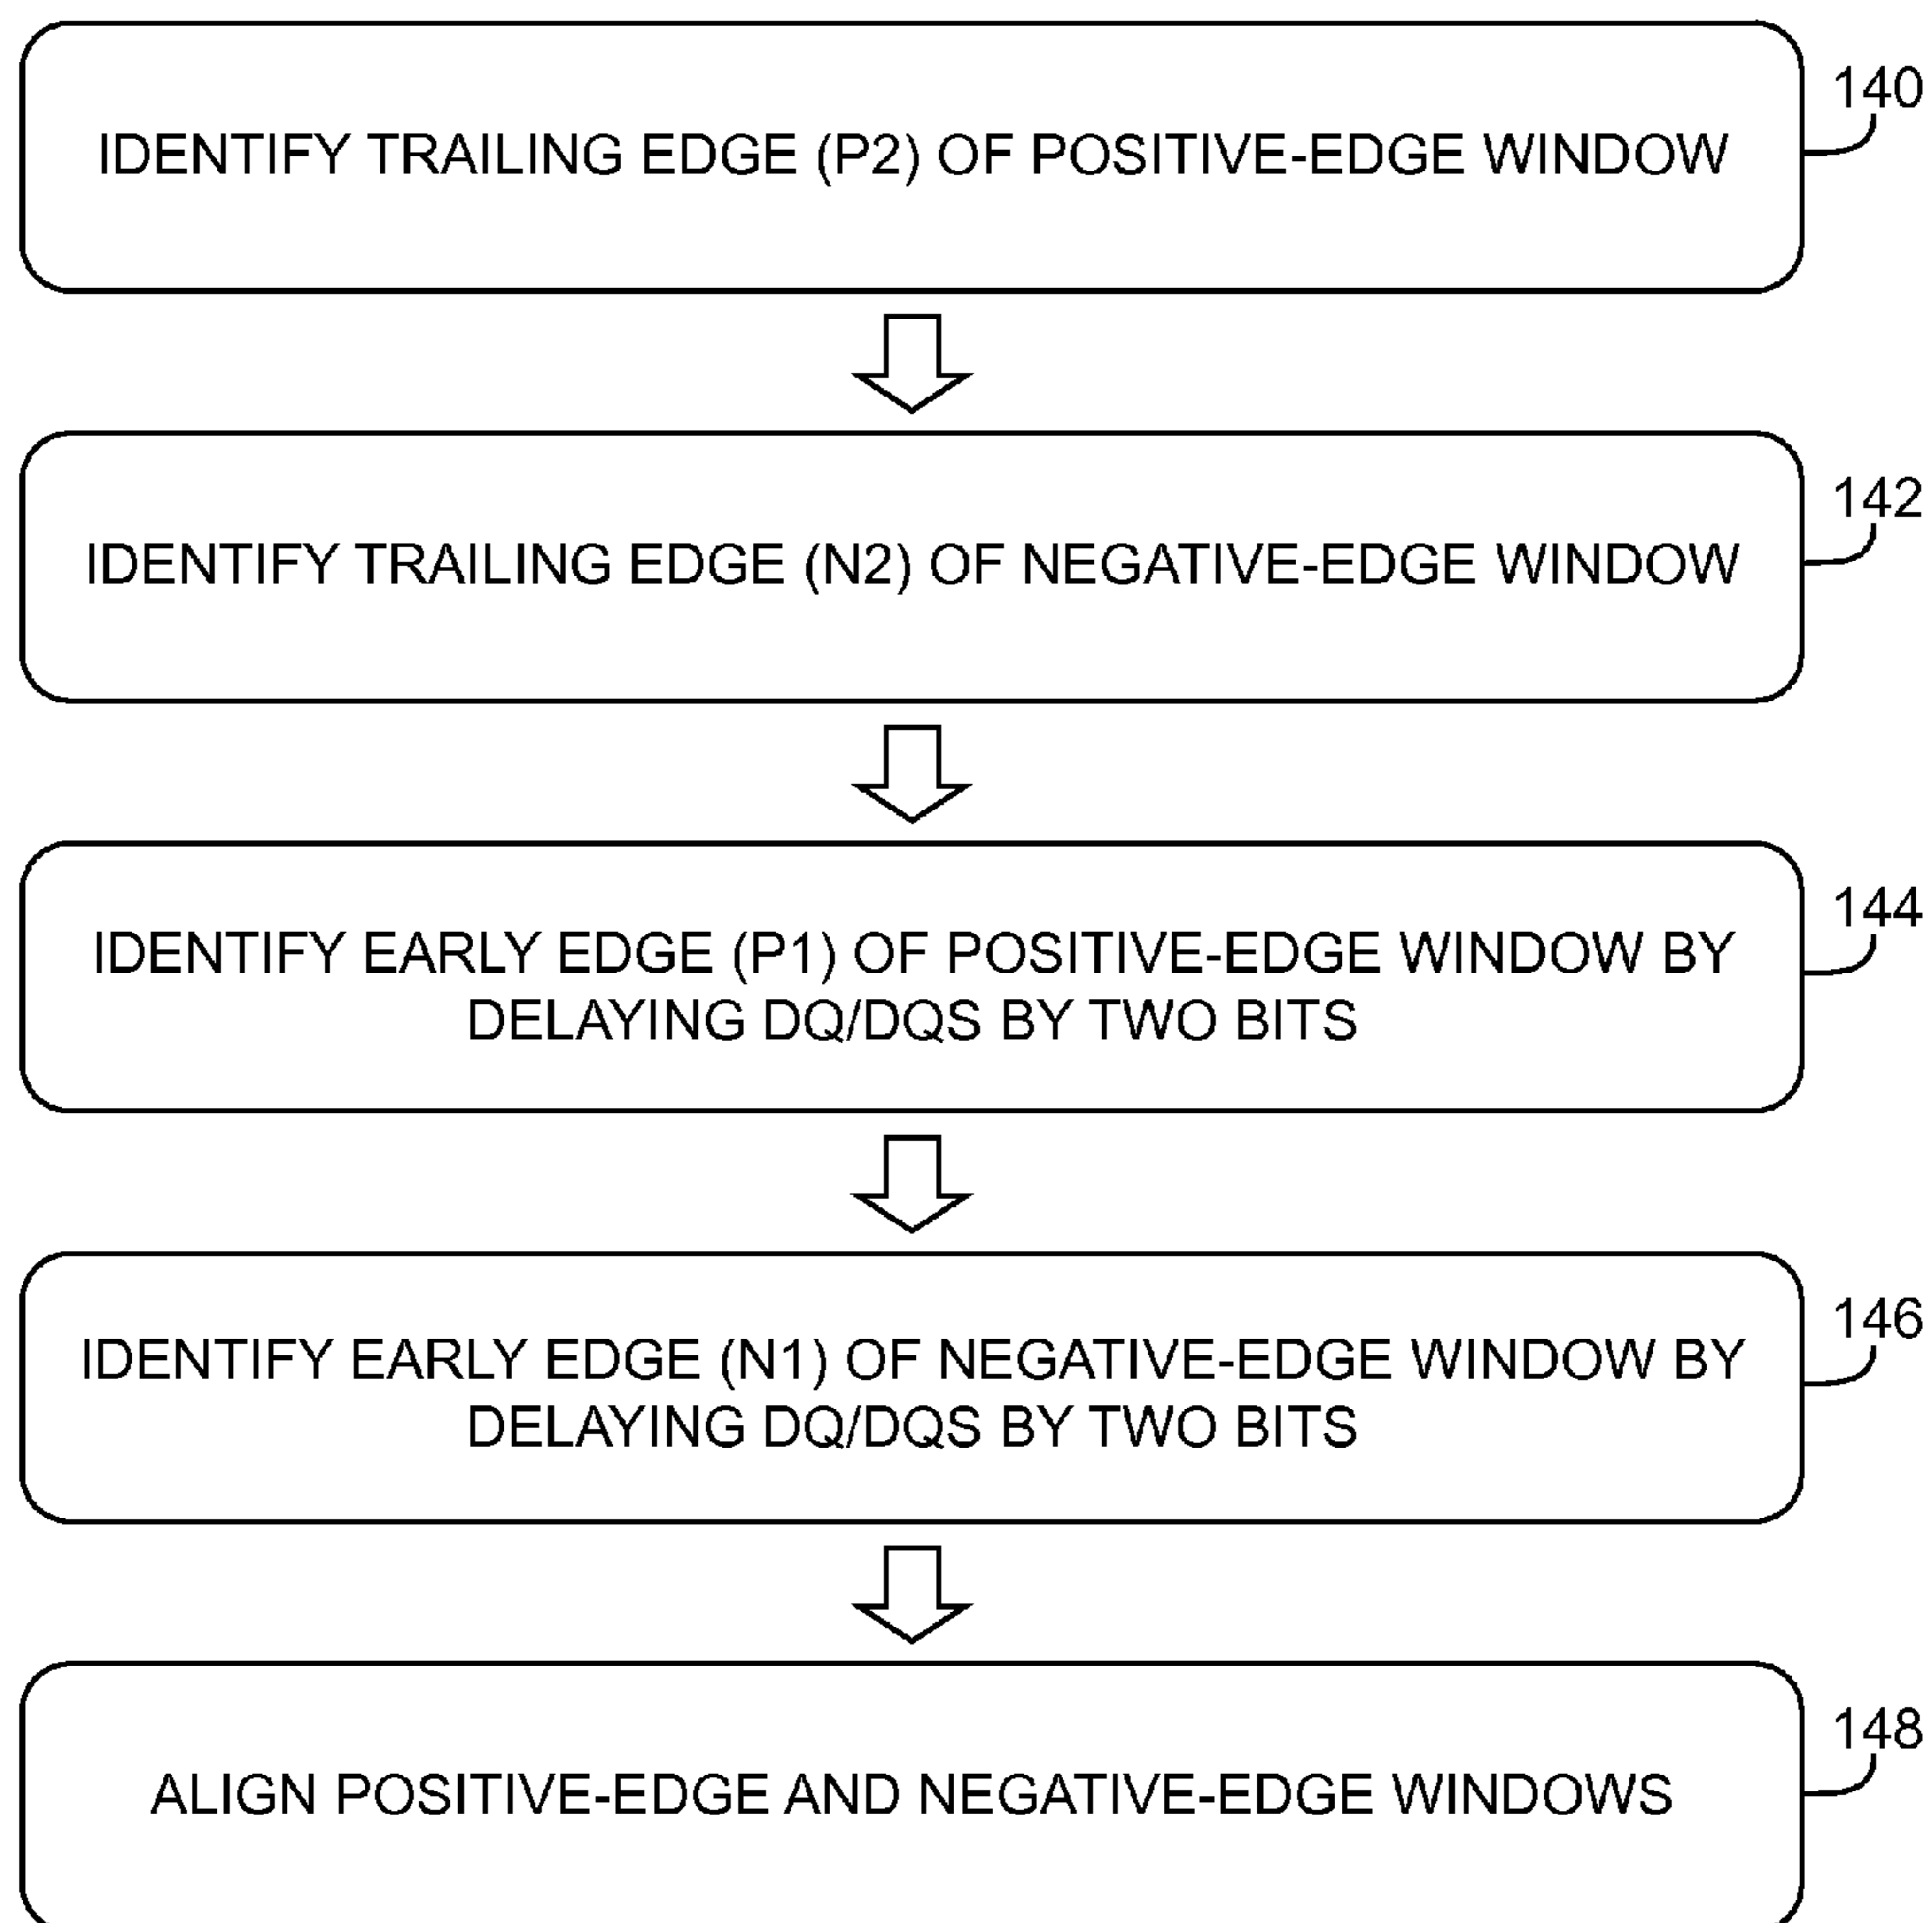 140
IDENTIFY TRAILING EDGE (P2) OF POSITIVE-EDGE WINDOW
142
IDENTIFY TRAILING EDGE (N2) OF NEGATIVE-EDGE WINDOW
144
IDENTIFY EARLY EDGE (P1) OF POSITIVE-EDGE WINDOW BY
DELAYING DQ/DQS BY TWO BITS
146
IDENTIFY EARLY EDGE (N1) OF NEGATIVE-EDGE WINDOW BY
DELAYING DQ/DQS BY TWO BITS
148
ALIGN POSITIVE-EDGE AND NEGATIVE-EDGE WINDOWS